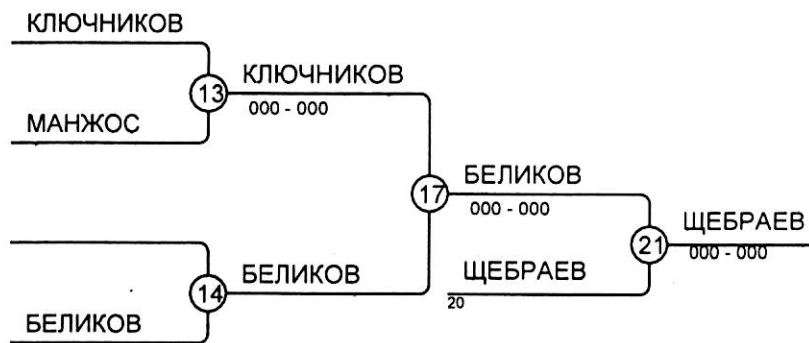 КЛЮЧНИКОВ
13
КЛЮЧНИКОВ
000 - 000
МАНЖОС
17
БЕЛИКОВ
000 - 000
21
ЩЕБРАЕВ
000 - 000
14
БЕЛИКОВ
ЩЕБРАЕВ
20
БЕЛИКОВ